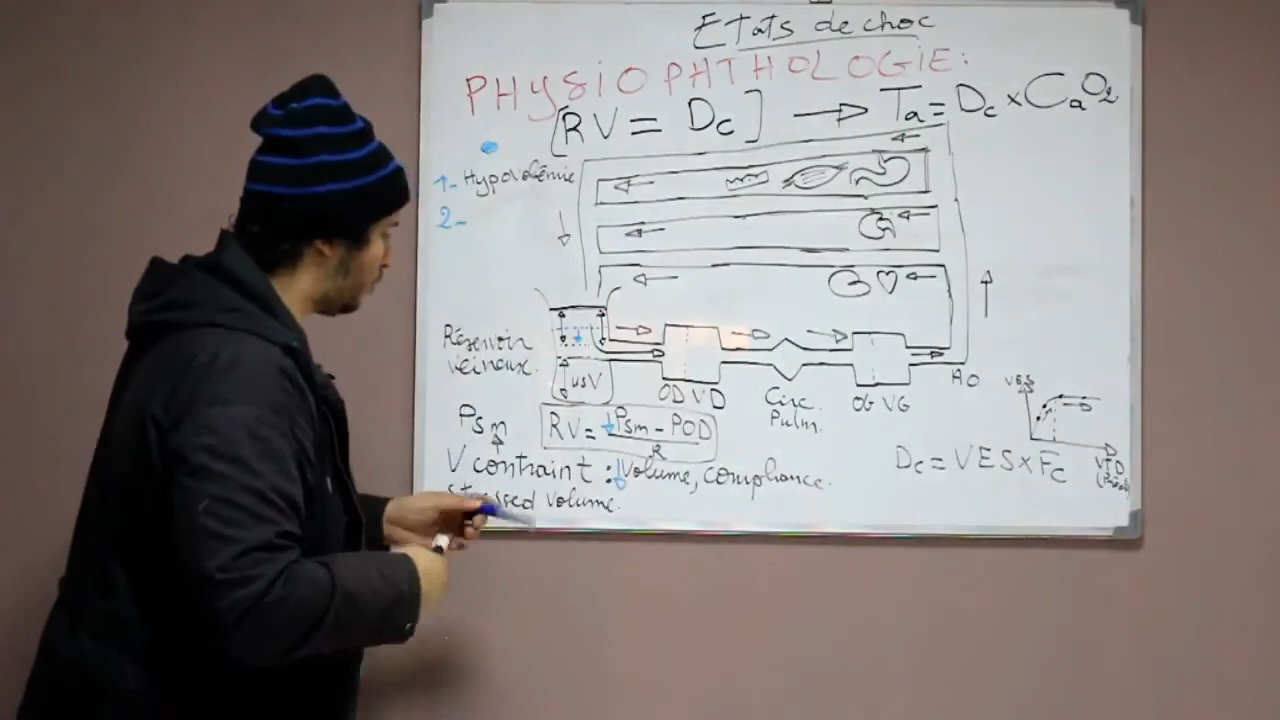 Etats de choc
PHYSIOPHTHOLOGIE:
[RV = Dc] → Ta = Dc × CaO2
1- Hypovolémie
2-
Réservoir
veineux.
usV
OD VD
Circ.
Pulm.
OG VG
AO
VES
VTD
Psm
RV = Psm - POD
R
Dc = VES × Fc
V contraint : ↓Volume, compliance.
stressed volume.